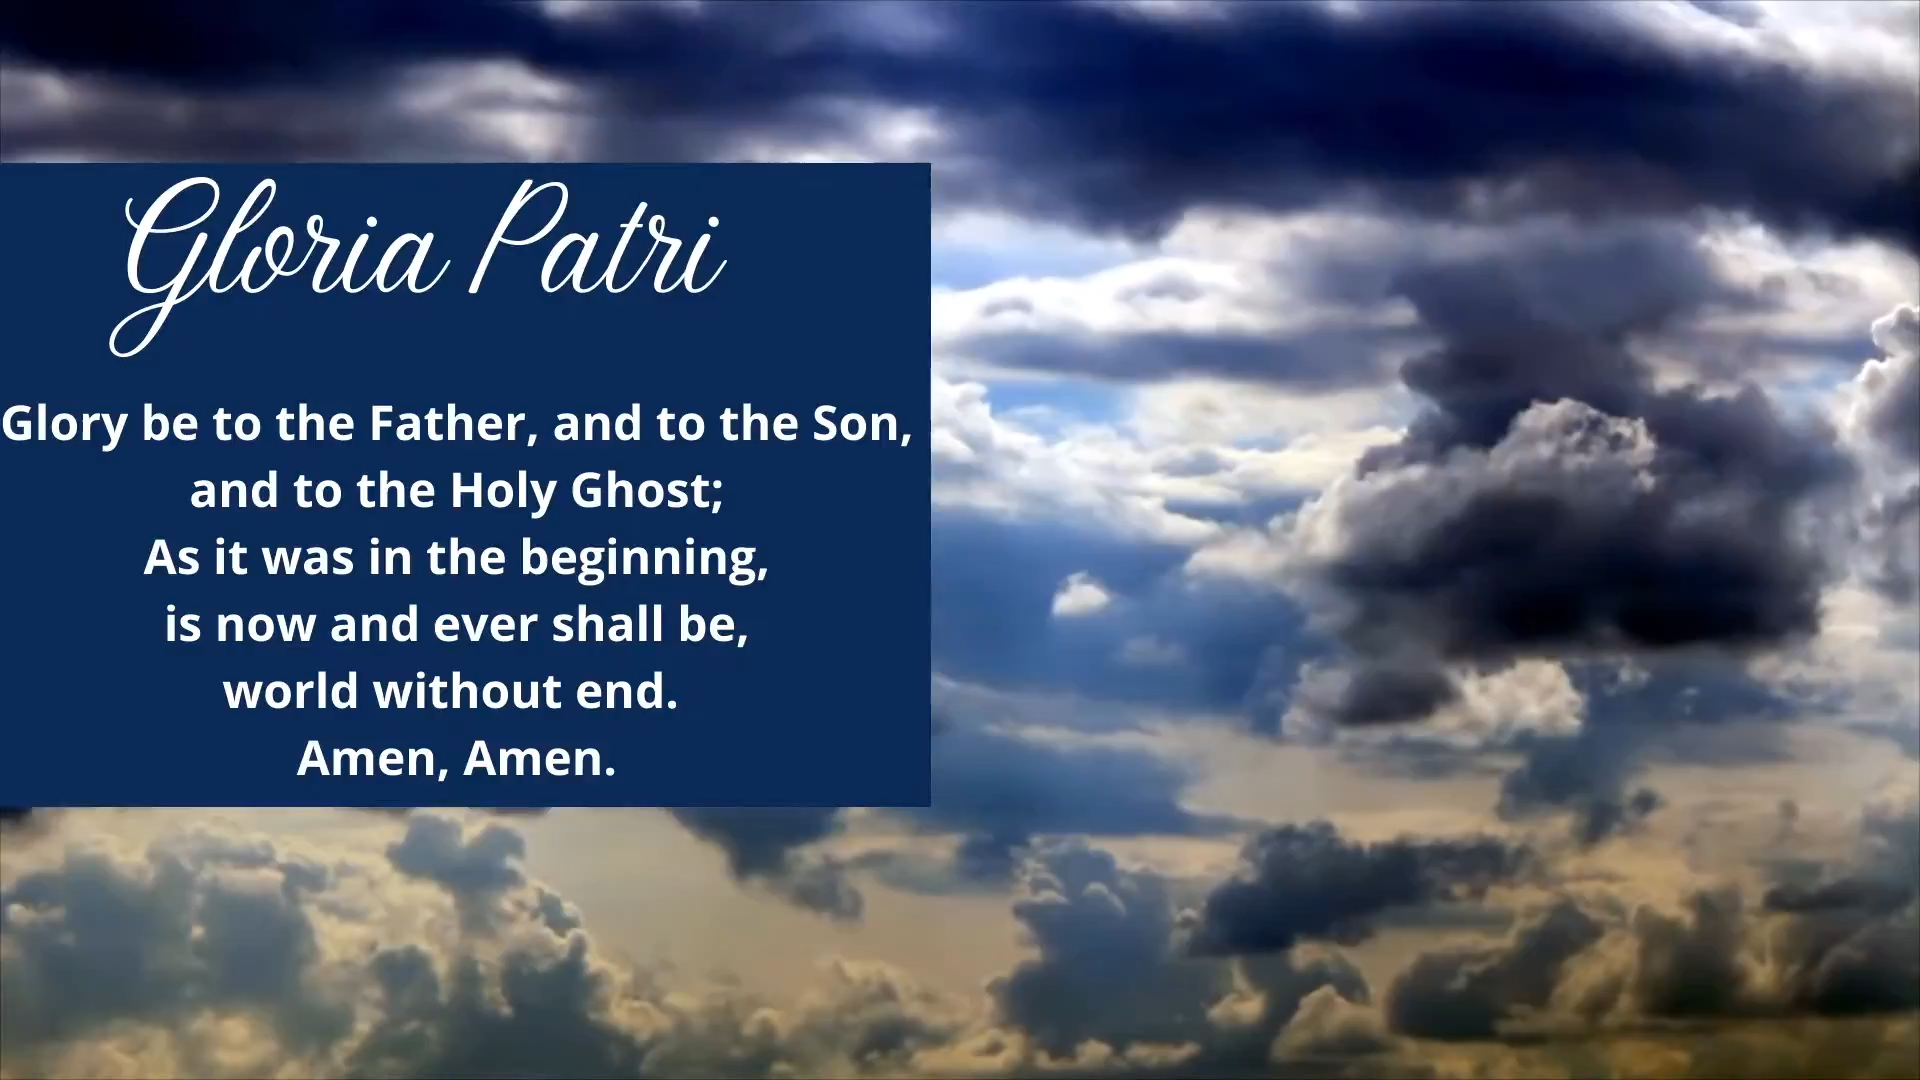 Gloria Patri
Glory be to the Father, and to the Son,
and to the Holy Ghost;
As it was in the beginning,
is now and ever shall be,
world without end.
Amen, Amen.